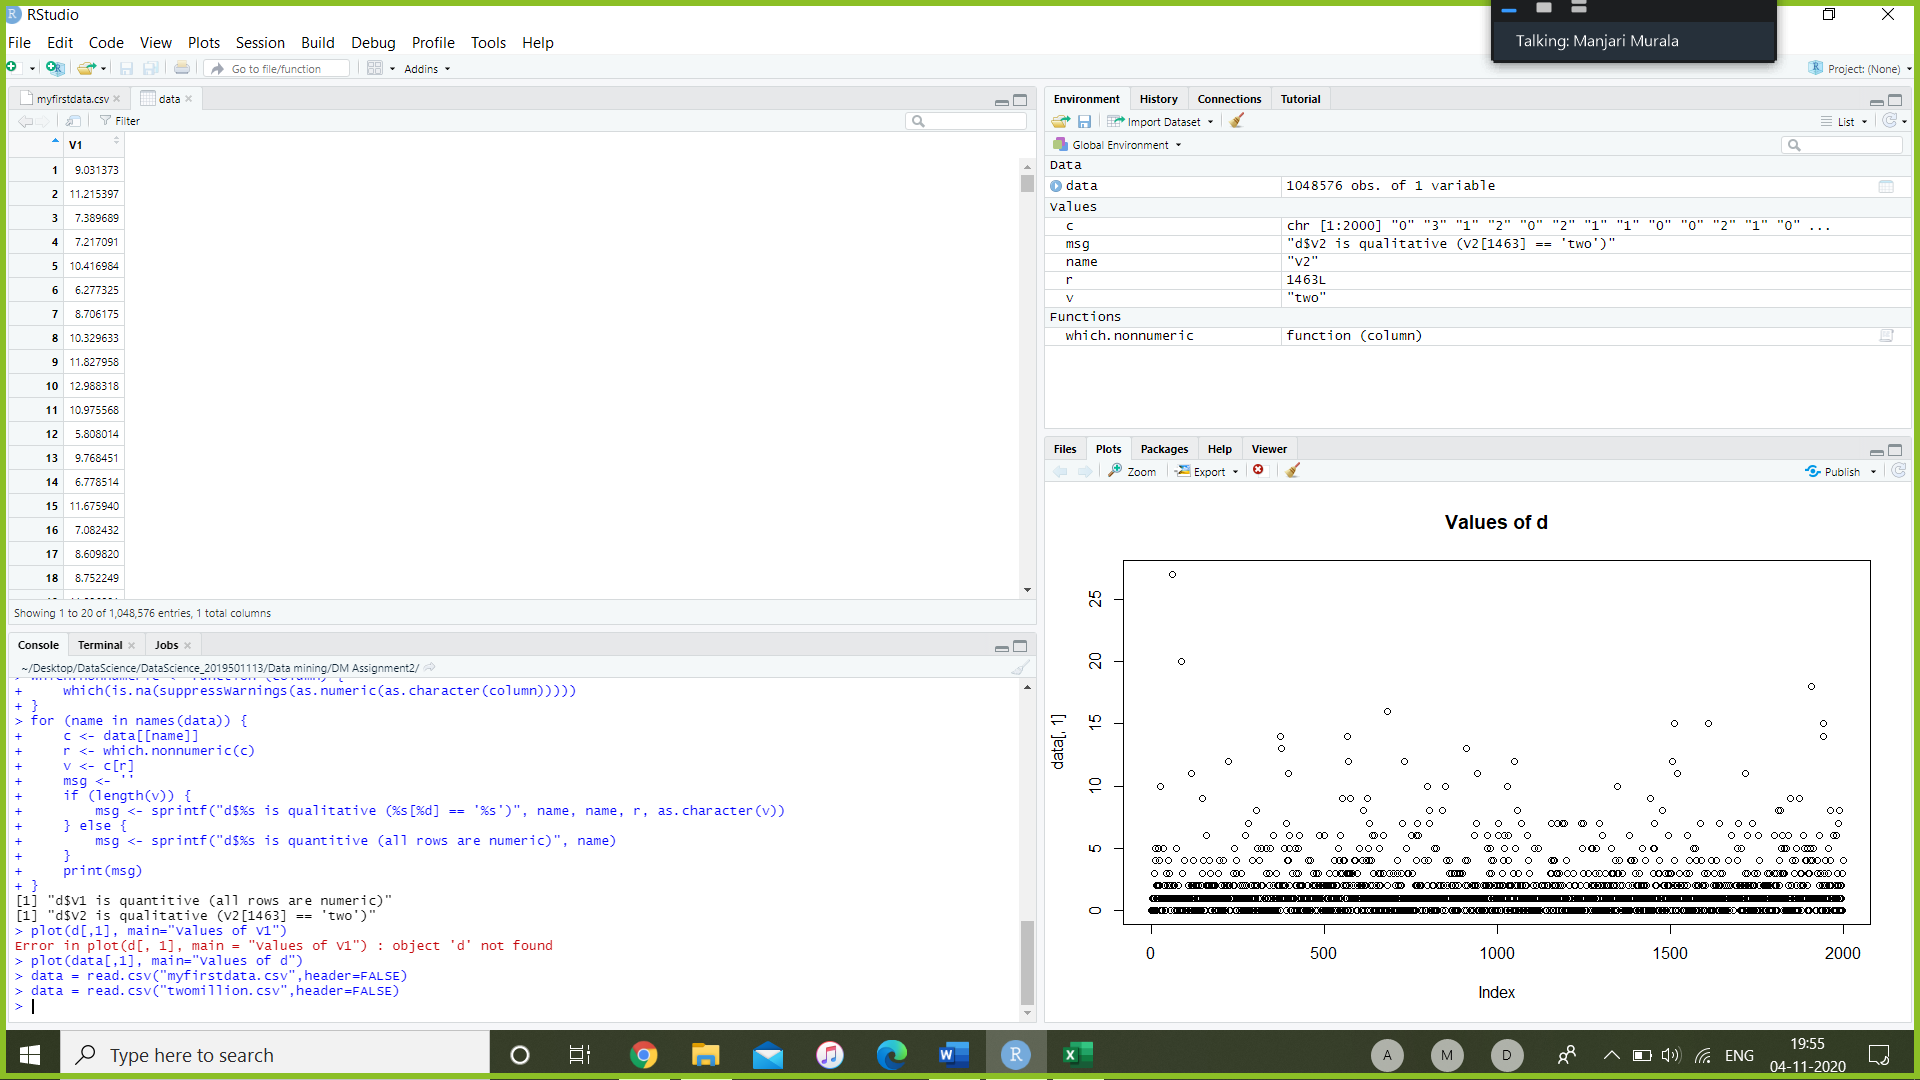 RStudio
Talking: Manjari Murala
File Edit Code View Plots Session Build Debug Profile Tools Help
Go to file/function Addins Project: (None)
myfirstdata.csv data
Filter
V1
1 9.031373
2 11.215397
3 7.389689
4 7.217091
5 10.416984
6 6.277325
7 8.706175
8 10.329633
9 11.827958
10 12.988318
11 10.975568
12 5.808014
13 9.768451
14 6.778514
15 11.675940
16 7.082432
17 8.609820
18 8.752249
Showing 1 to 20 of 1,048,576 entries, 1 total columns
Console Terminal Jobs
~/Desktop/DataScience/DataScience_2019501113/Data mining/DM Assignment2/
> which.nonnumeric <- function (column) {
+     which(is.na(suppressWarnings(as.numeric(as.character(column)))))
+ }
> for (name in names(data)) {
+     c <- data[[name]]
+     r <- which.nonnumeric(c)
+     v <- c[r]
+     msg <- ''
+     if (length(v)) {
+         msg <- sprintf("d$%s is qualitative (%s[%d] == '%s')", name, name, r, as.character(v))
+     } else {
+         msg <- sprintf("d$%s is quantitive (all rows are numeric)", name)
+     }
+     print(msg)
+ }
[1] "d$V1 is quantitive (all rows are numeric)"
[1] "d$V2 is qualitative (V2[1463] == 'two')"
> plot(d[,1], main="Values of V1")
Error in plot(d[, 1], main = "Values of V1") : object 'd' not found
> plot(data[,1], main="Values of d")
> data = read.csv("myfirstdata.csv",header=FALSE)
> data = read.csv("twomillion.csv",header=FALSE)
>
Environment History Connections Tutorial
Import Dataset List
Global Environment
Data
data 1048576 obs. of 1 variable
Values
c chr [1:2000] "0" "3" "1" "2" "0" "2" "1" "1" "0" "0" "2" "1" "0" ...
msg "d$V2 is qualitative (V2[1463] == 'two')"
name "V2"
r 1463L
v "two"
Functions
which.nonnumeric function (column)
Files Plots Packages Help Viewer
Zoom Export Publish
Values of d
25
20
15
10
5
0
data[, 1]
0 500 1000 1500 2000
Index
Type here to search
A M D ENG
19:55
04-11-2020